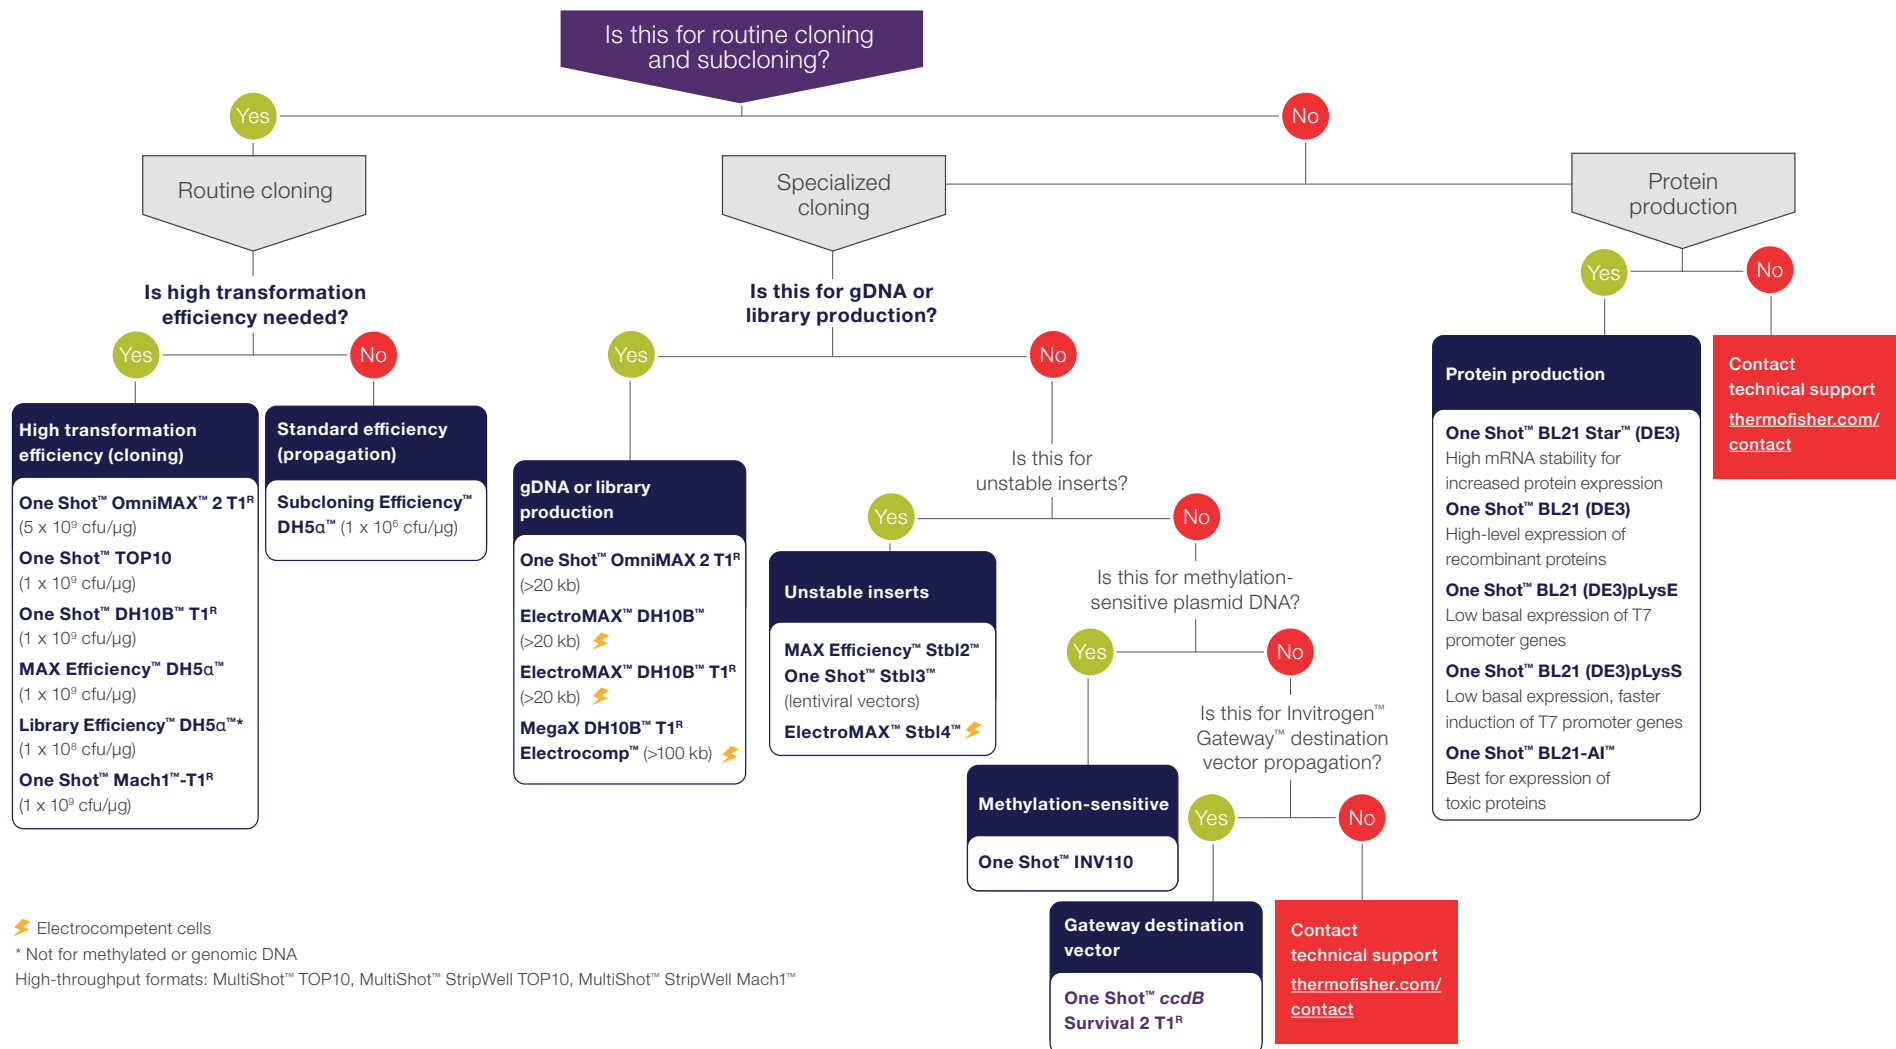 Is this for routine cloning
and subcloning?
Yes
No
Routine cloning
Specialized
cloning
Protein
production
Is high transformation
efficiency needed?
Yes
No
High transformation
efficiency (cloning)
One Shot™ OmniMAX™ 2 T1ᴿ
(5 x 10⁹ cfu/µg)
One Shot™ TOP10
(1 x 10⁹ cfu/µg)
One Shot™ DH10B™ T1ᴿ
(1 x 10⁹ cfu/µg)
MAX Efficiency™ DH5α™
(1 x 10⁹ cfu/µg)
Library Efficiency™ DH5α™*
(1 x 10⁸ cfu/µg)
One Shot™ Mach1™-T1ᴿ
(1 x 10⁹ cfu/µg)
Standard efficiency
(propagation)
Subcloning Efficiency™
DH5α™ (1 x 10⁶ cfu/µg)
Is this for gDNA or
library production?
Yes
No
gDNA or library
production
One Shot™ OmniMAX 2 T1ᴿ
(>20 kb)
ElectroMAX™ DH10B™
(>20 kb)
ElectroMAX™ DH10B™ T1ᴿ
(>20 kb)
MegaX DH10B™ T1ᴿ
Electrocomp™ (>100 kb)
Is this for
unstable inserts?
Yes
No
Unstable inserts
MAX Efficiency™ Stbl2™
One Shot™ Stbl3™
(lentiviral vectors)
ElectroMAX™ Stbl4™
Is this for methylation-
sensitive plasmid DNA?
Yes
No
Methylation-sensitive
One Shot™ INV110
Is this for Invitrogen™
Gateway™ destination
vector propagation?
Yes
No
Gateway destination
vector
One Shot™ ccdB
Survival 2 T1ᴿ
Contact
technical support
thermofisher.com/
contact
Yes
No
Protein production
One Shot™ BL21 Star™ (DE3)
High mRNA stability for
increased protein expression
One Shot™ BL21 (DE3)
High-level expression of
recombinant proteins
One Shot™ BL21 (DE3)pLysE
Low basal expression of T7
promoter genes
One Shot™ BL21 (DE3)pLysS
Low basal expression, faster
induction of T7 promoter genes
One Shot™ BL21-AI™
Best for expression of
toxic proteins
Contact
technical support
thermofisher.com/
contact
Electrocompetent cells
* Not for methylated or genomic DNA
High-throughput formats: MultiShot™ TOP10, MultiShot™ StripWell TOP10, MultiShot™ StripWell Mach1™